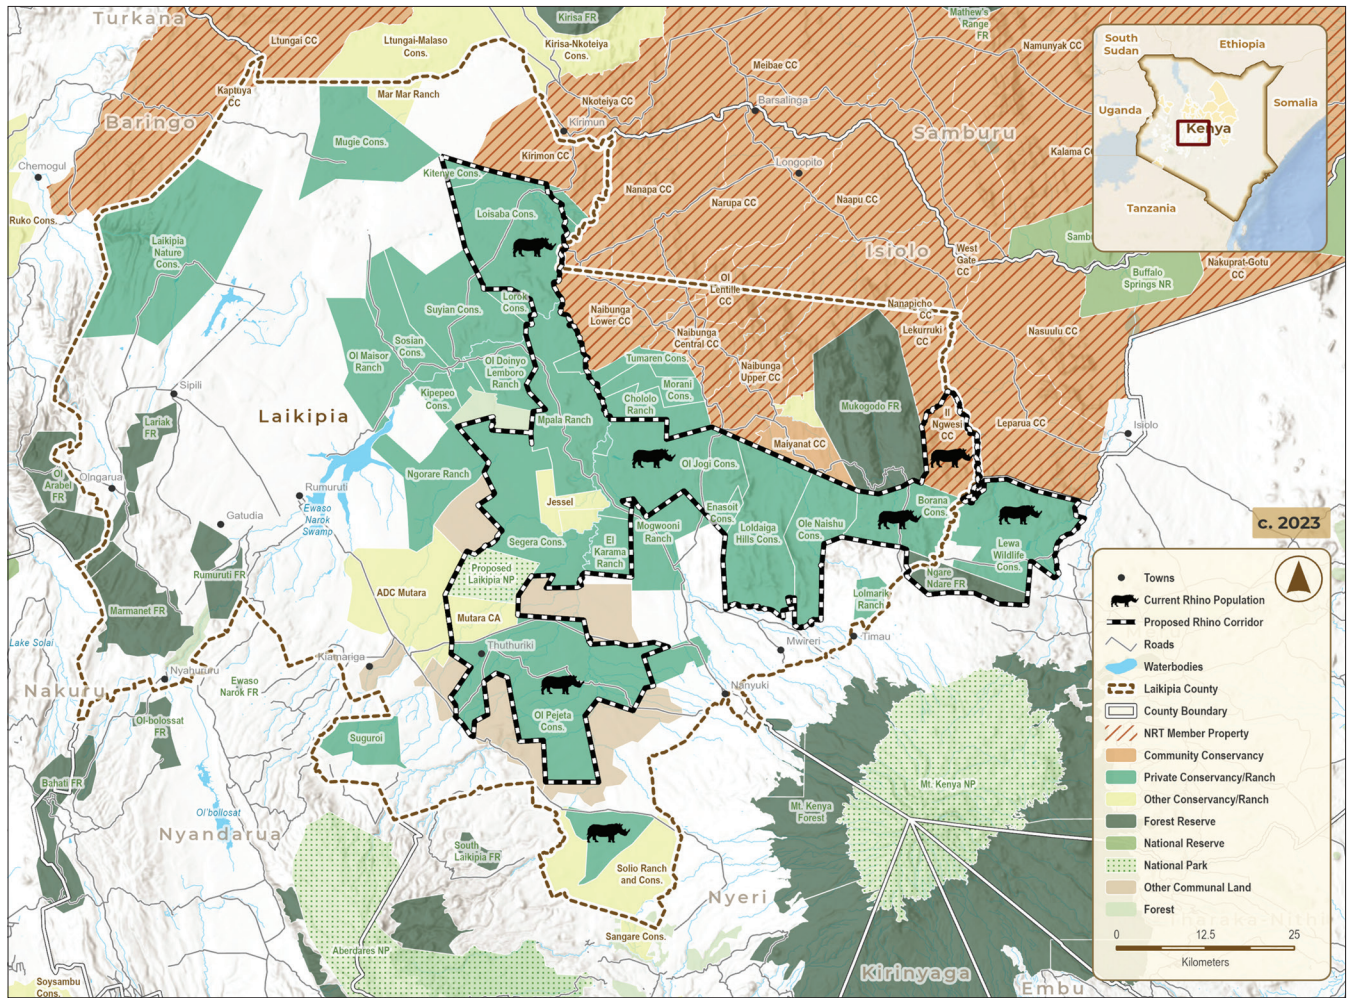 Turkana
Kirisa FR
Mathew's
Range
FR
Ltungai CC
Ltungai-Malaso
Cons.
Kirisa-Nkoteiya
Cons.
Namunyak CC
Meibae CC
Kaptuya
CC
Mar Mar Ranch
Nkoteiya CC
Barsalinga
Baringo
Kirimun
Samburu
Mugie Cons.
Kirimon CC
Kalama CC
Chemogul
Longopito
Kitenye Cons.
Nanapa CC
Narupa CC
Naapu CC
Ruko Cons.
Loisaba Cons.
Laikipia
Nature
Cons.
Isiolo
West
Gate
CC
Nakuprat-Gotu
CC
Buffalo
Springs NR
Ol
Lentille
CC
Lorok
Cons.
Suyian Cons.
Naibunga
Lower CC
Nanapicho
CC
Lekurruki
CC
Nasuulu CC
Sosian
Cons.
Naibunga
Central CC
Ol Maisor
Ranch
Ol Doinyo
Lemboro
Ranch
Tumaren Cons.
Naibunga
Upper CC
Morani
Cons.
Sipili
Kipepeo
Cons.
Chololo
Ranch
Mukogodo FR
Il
Ngwesi
CC
Laikipia
Mpala Ranch
Lariak
FR
Maiyanat CC
Leparua CC
Isiolo
Ol Jogi Cons.
Ol
Arabel
FR
Oingarua
Ngorare Ranch
Rumuruti
Jessel
Enasoit
Cons.
Borana
Cons.
Ewaso
Narok
Swamp
Gatudia
Mogwooni
Ranch
Loldaiga
Hills Cons.
Ole Naishu
Cons.
Segera Cons.
El
Karama
Ranch
Lewa
Wildlife
Cons.
Rumuruti FR
Proposed
Laikipia NP
Ngare
Ndare FR
ADC Mutara
Lolmarik
Ranch
Marmanet FR
Mutara CA
Lake Solai
Thuthuriki
Mwireri
Timau
Kiamariga
Nyahururu
Nakuru
Ewaso
Narok FR
Nanyuki
Ol-bolossat
FR
Ol Pejeta
Cons.
Suguroi
Bahati FR
Mt. Kenya NP
Mt. Kenya
Forest
Ol'bollosat
Nyandarua
South
Laikipia FR
Solio Ranch
and Cons.
Nyeri
Sangare Cons.
Aberdares NP
Kirinyaga
Soysambu
Cons.
Embu
South
Sudan
Ethiopia
Uganda
Kenya
Somalia
Tanzania
c. 2023
Towns
Current Rhino Population
Proposed Rhino Corridor
Roads
Waterbodies
Laikipia County
County Boundary
NRT Member Property
Community Conservancy
Private Conservancy/Ranch
Other Conservancy/Ranch
Forest Reserve
National Reserve
National Park
Other Communal Land
Forest
0 12.5 25
Kilometers